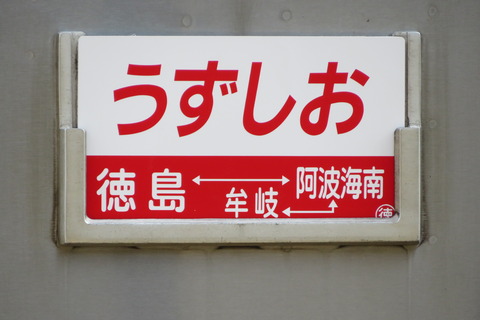 うずしお
徳島 ⟷ 阿波海南
牟岐
徳